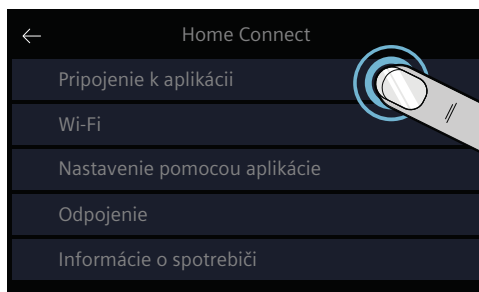 Home Connect
Pripojenie k aplikácii
Wi-Fi
Nastavenie pomocou aplikácie
Odpojenie
Informácie o spotrebiči